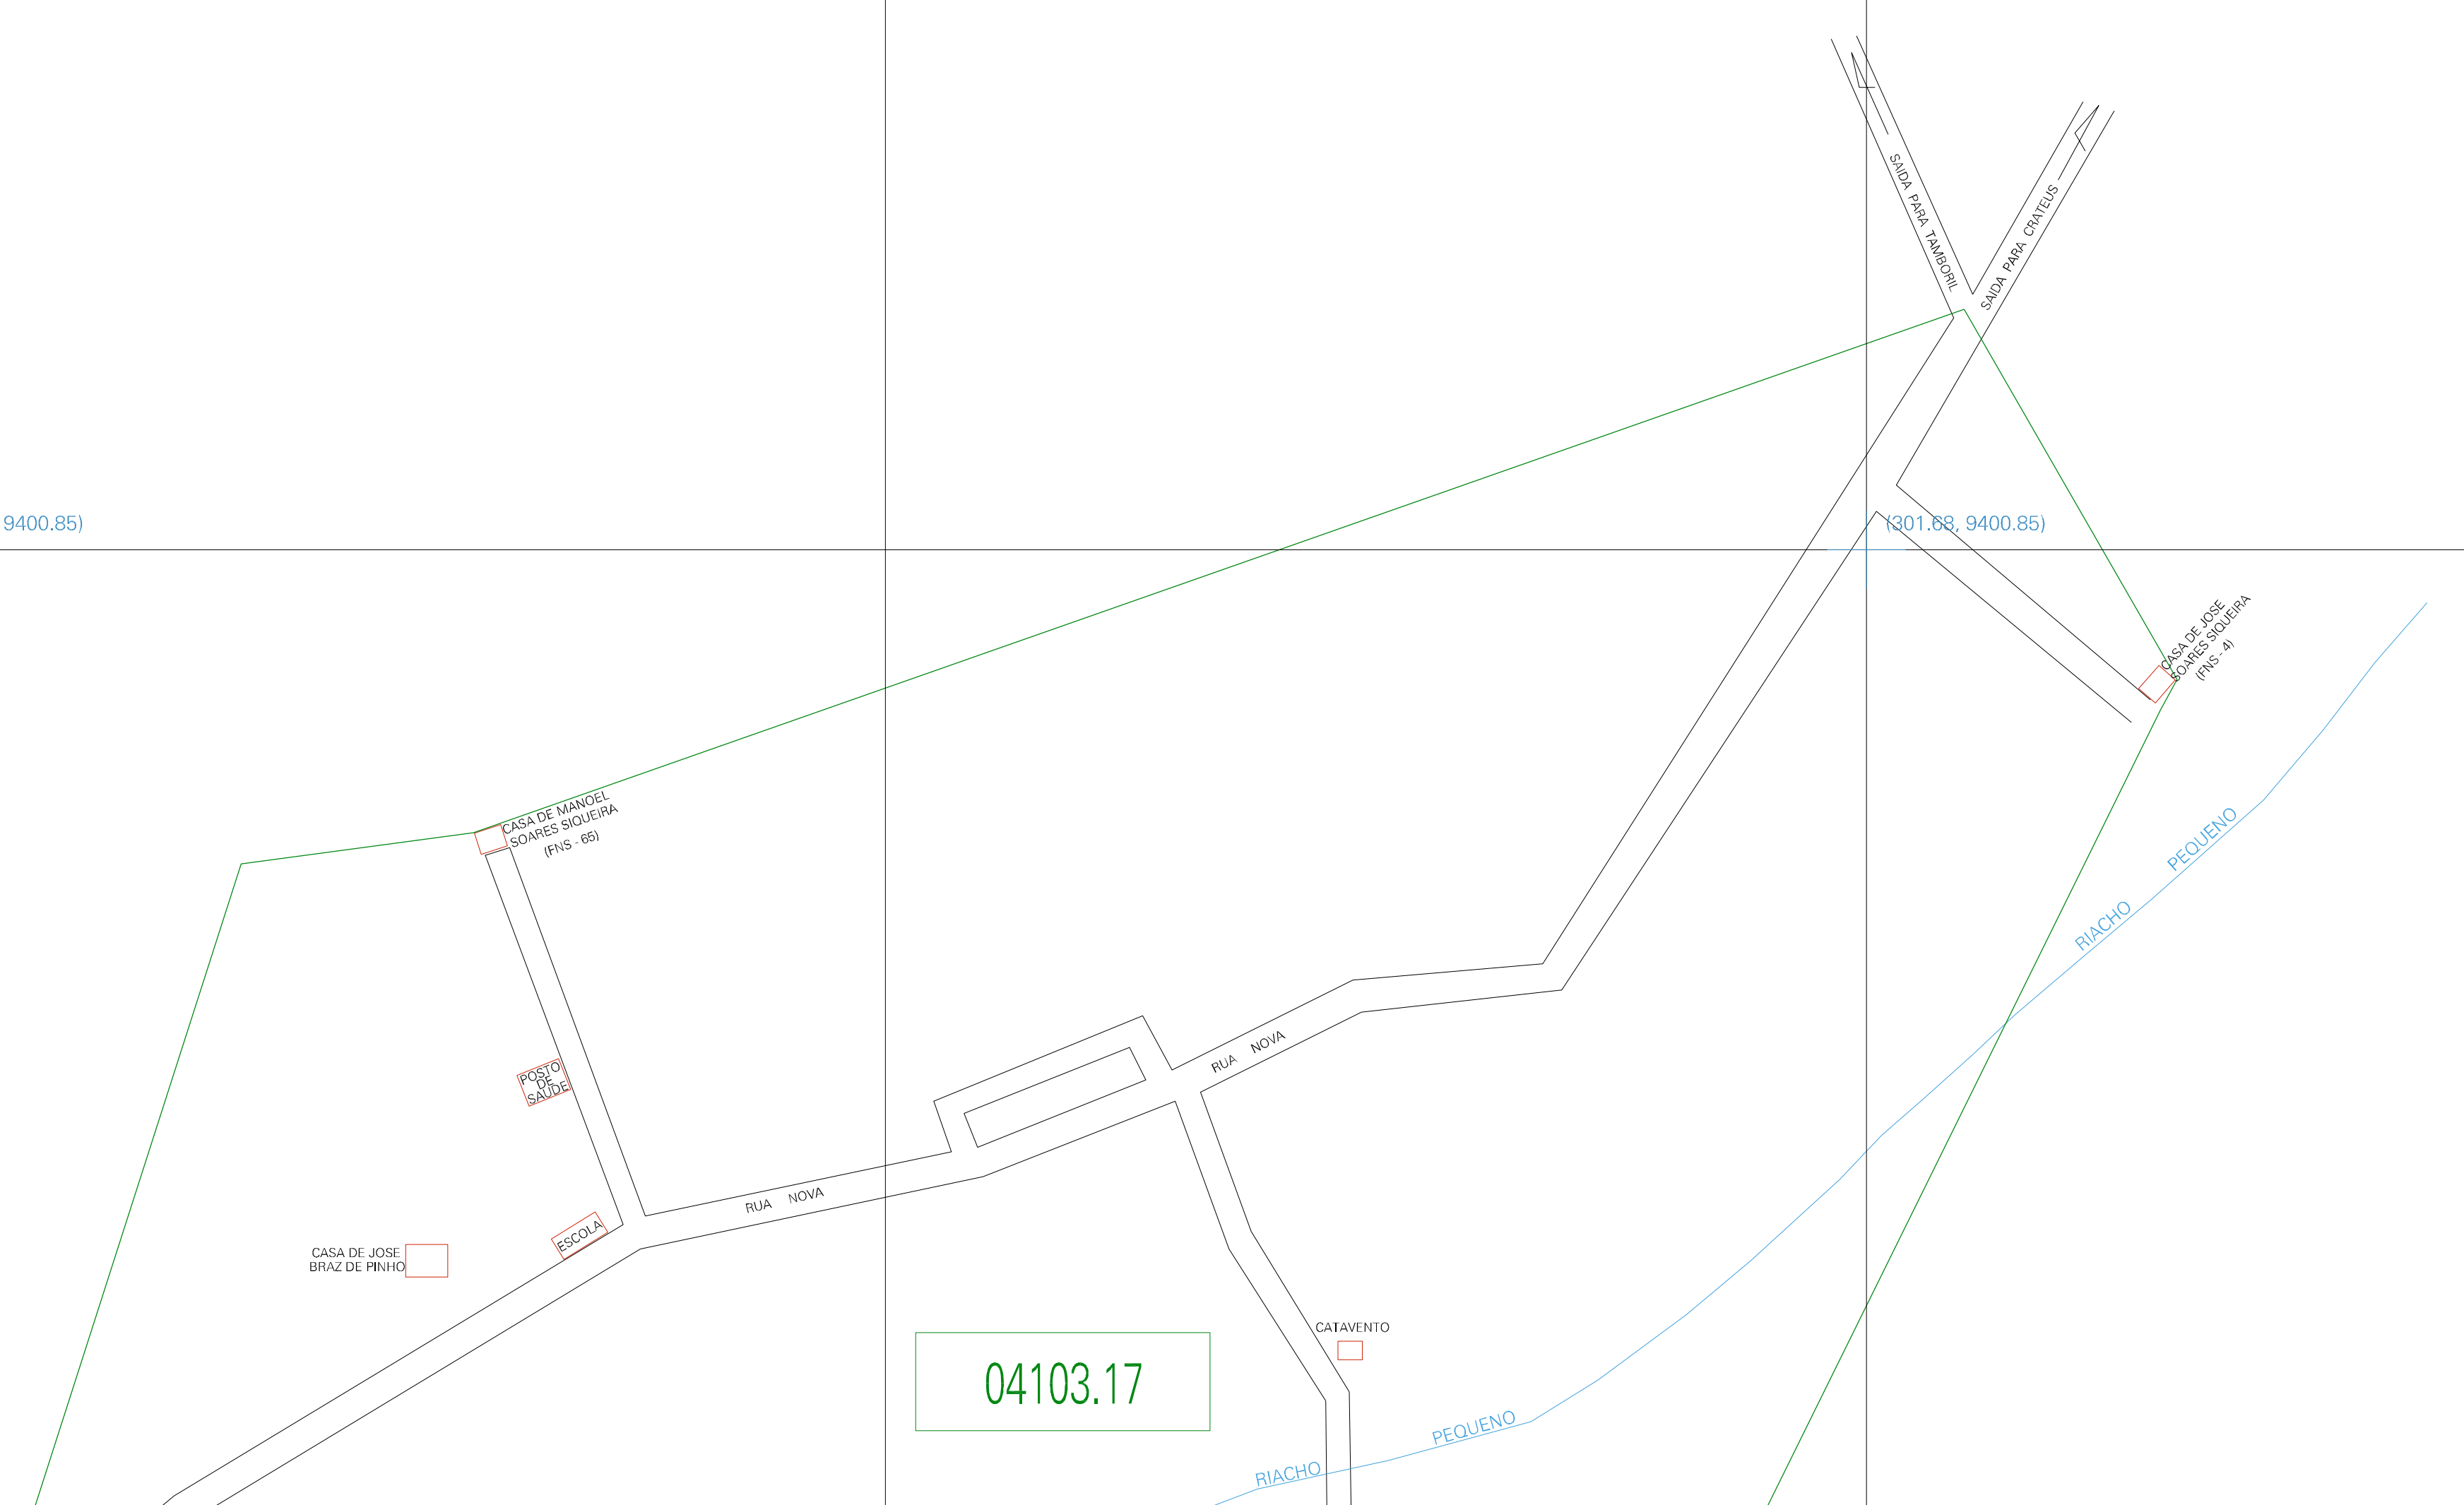 SAIDA PARA TAMBORIL
SAIDA PARA CRATEUS
9400.85)
(301.68, 9400.85)
CASA DE JOSE
SOARES SIQUEIRA
(FNS - 4)
CASA DE MANOEL
SOARES SIQUEIRA
(FNS - 65)
RIACHO PEQUENO
RUA NOVA
POSTO
DE
SAUDE
RUA NOVA
ESCOLA
CASA DE JOSE
BRAZ DE PINHO
CATAVENTO
04103.17
RIACHO PEQUENO